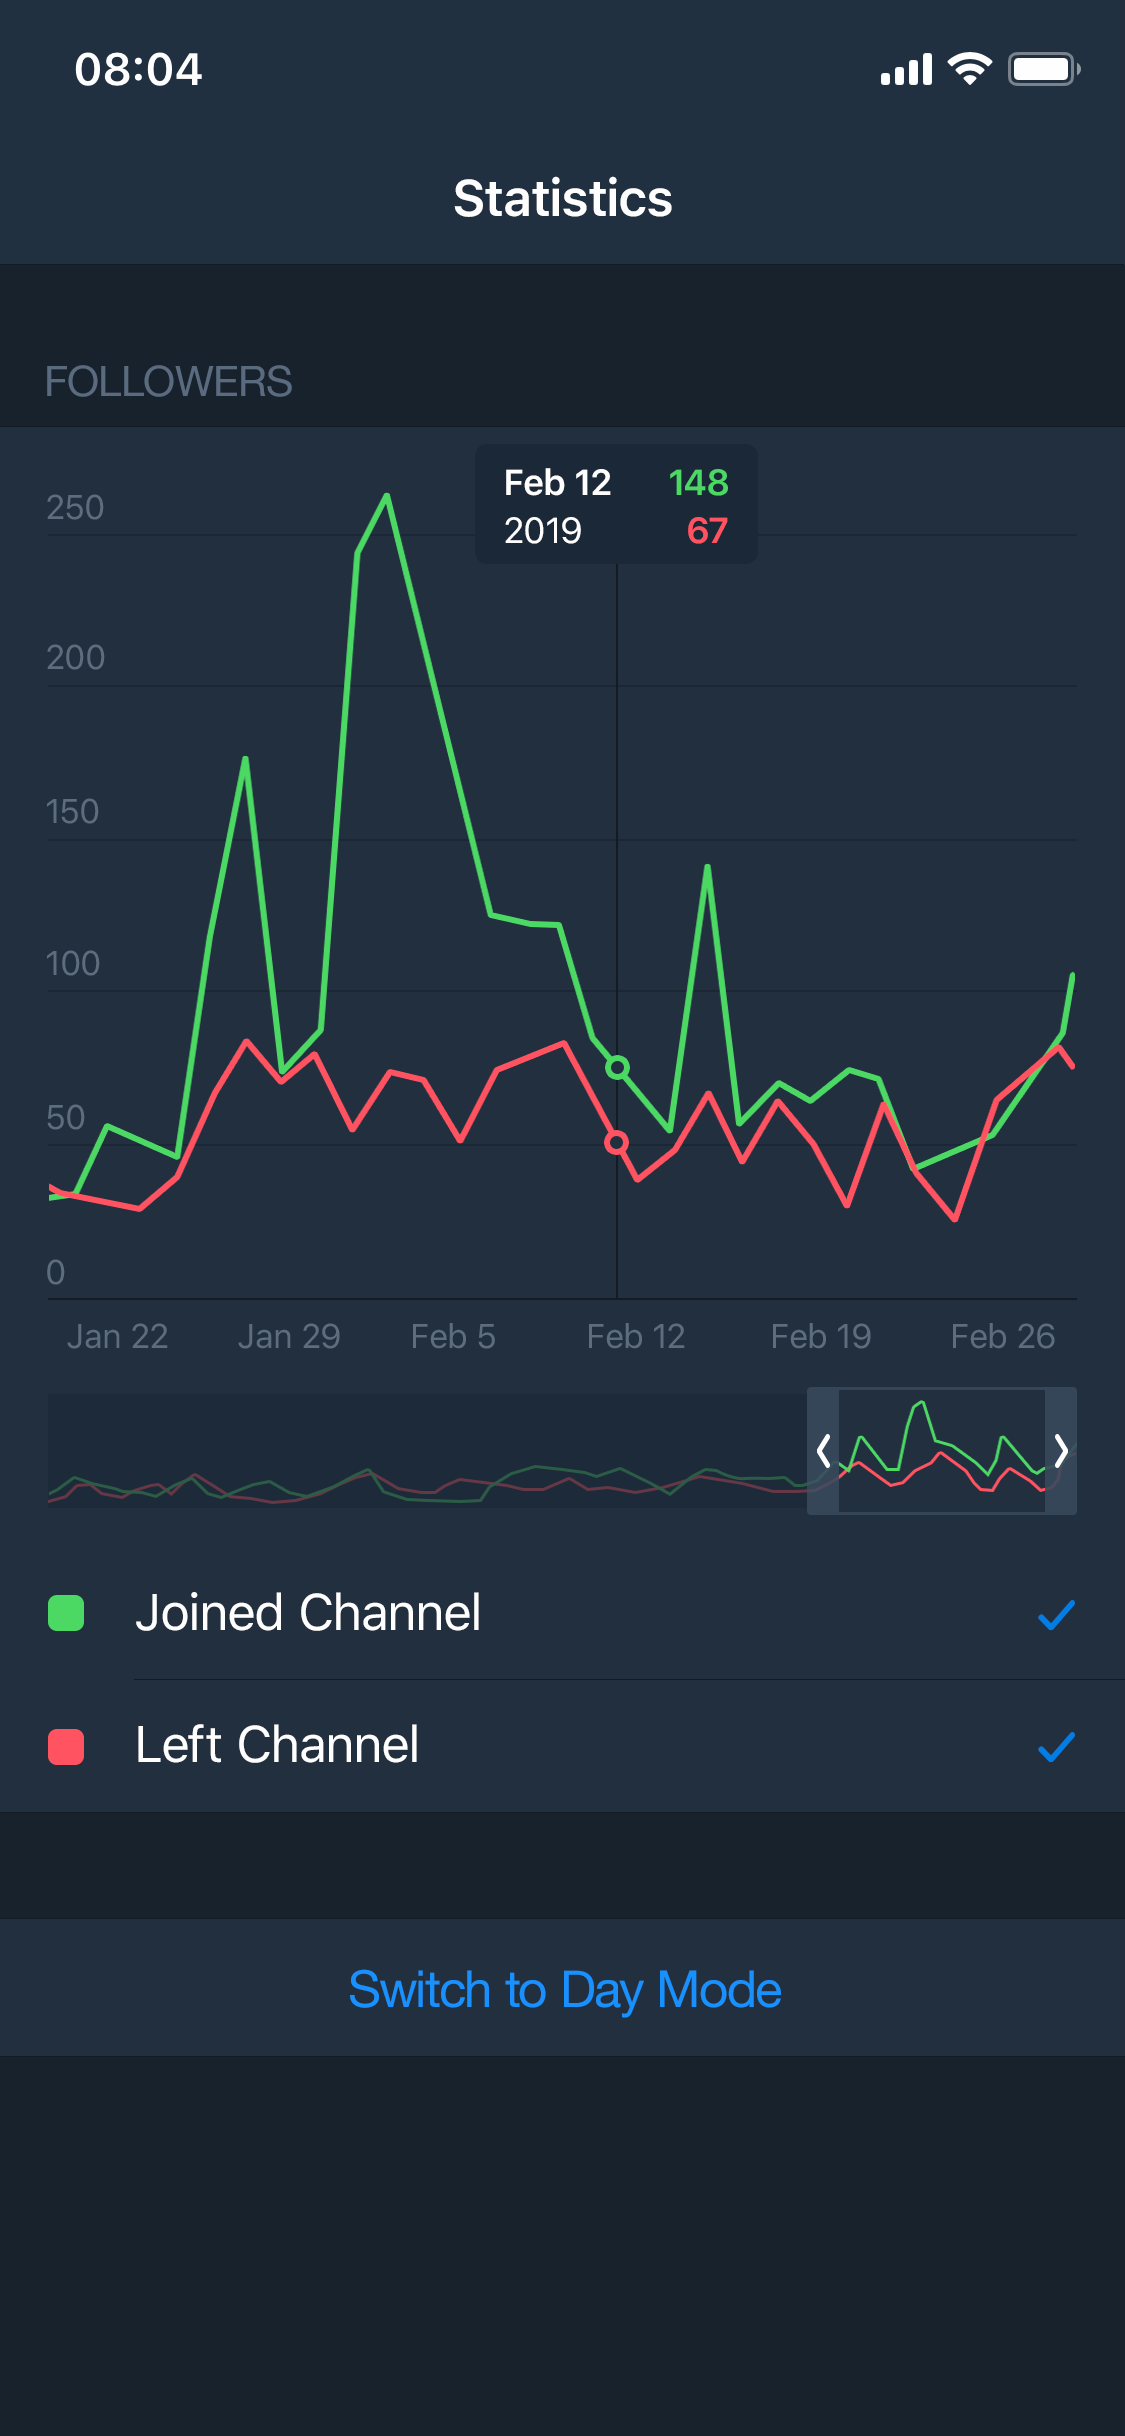 08:04
Statistics
FOLLOWERS
Feb 12 148
2019 67
250
200
150
100
50
0
Jan 22 Jan 29 Feb 5 Feb 12 Feb 19 Feb 26
Joined Channel
Left Channel
Switch to Day Mode